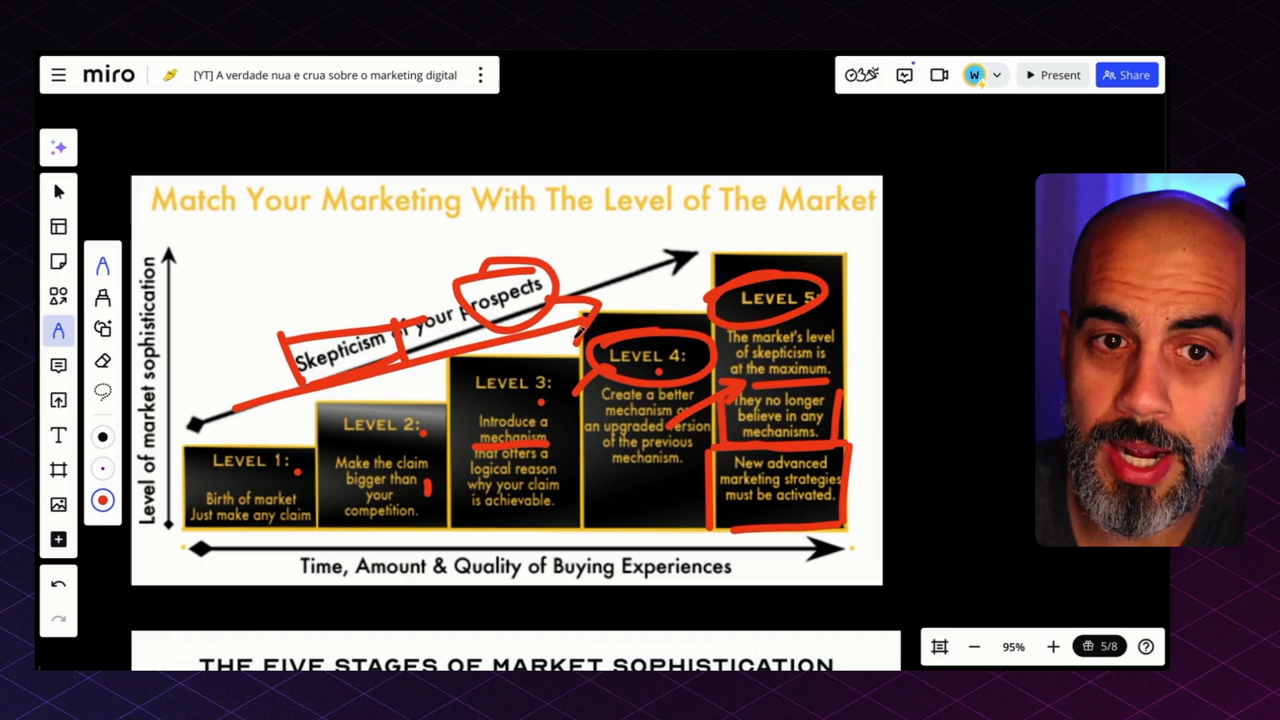 miro
[YT] A verdade nua e crua sobre o marketing digital
W
Present
Share
Match Your Marketing With The Level of The Market
Level of market sophistication
Skepticism of your prospects
LEVEL 1:
Birth of market
Just make any claim
LEVEL 2:
Make the claim
bigger than
your
competition.
LEVEL 3:
Introduce a
mechanism
that offers a
logical reason
why your claim
is achievable.
LEVEL 4:
Create a better
mechanism or
an upgraded version
of the previous
mechanism.
LEVEL 5:
The market's level
of skepticism is
at the maximum.
They no longer
believe in any
mechanisms.
New advanced
marketing strategies
must be activated.
Time, Amount & Quality of Buying Experiences
THE FIVE STAGES OF MARKET SOPHISTICATION
95%
5/8